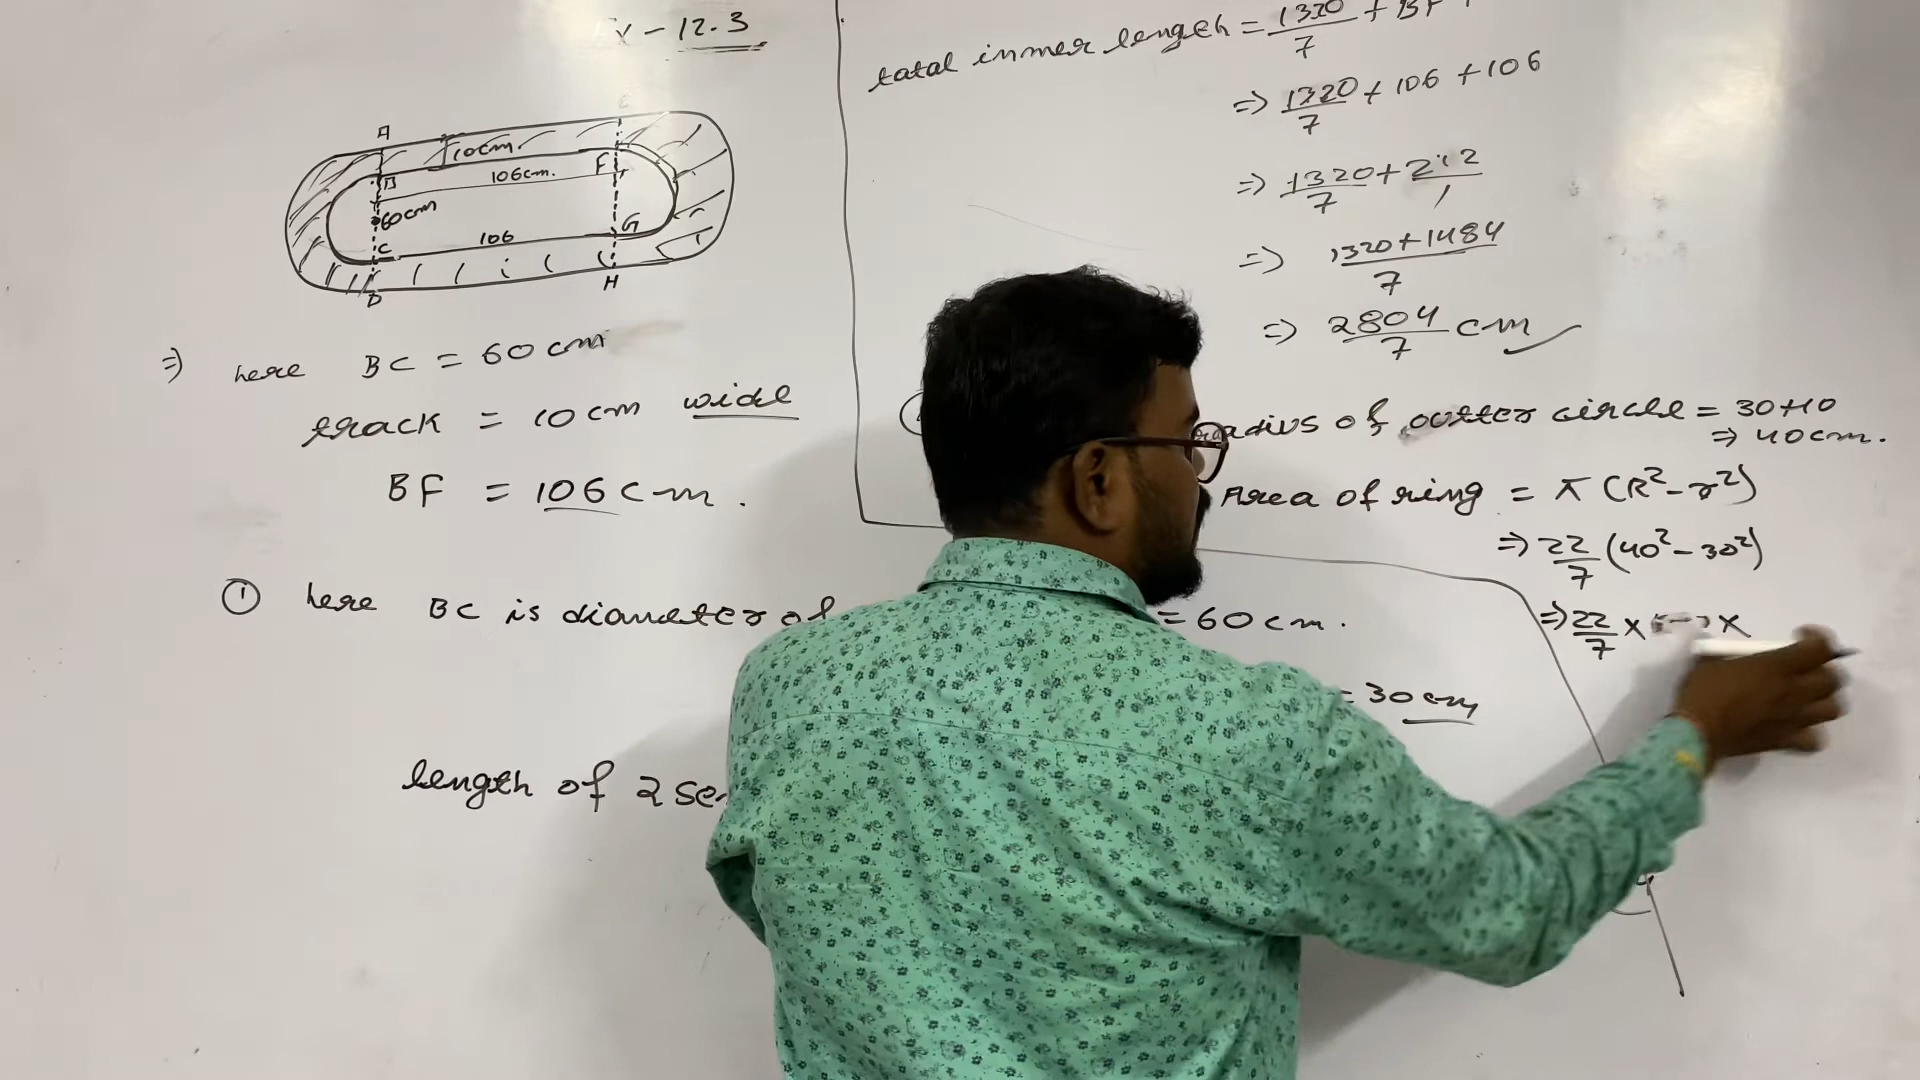 Ex - 12.3
A
E
10cm.
B
106cm.
F
60cm
C
106
G
D
H
=> here BC = 60 cm
track = 10 cm wide
BF = 106 cm.
① here BC is diameter of = 60 cm.
= 30 cm
length of 2 se
tatal inner length = 1320/7 + BF +
=> 1320/7 + 106 + 106
=> 1320/7 + 212/1
=> 1320+1484/7
=> 2804/7 cm
radius of outter circle = 30+10
=> 40cm.
Area of ring = π (R²-r²)
=> 22/7 (40²-30²)
=> 22/7 ×